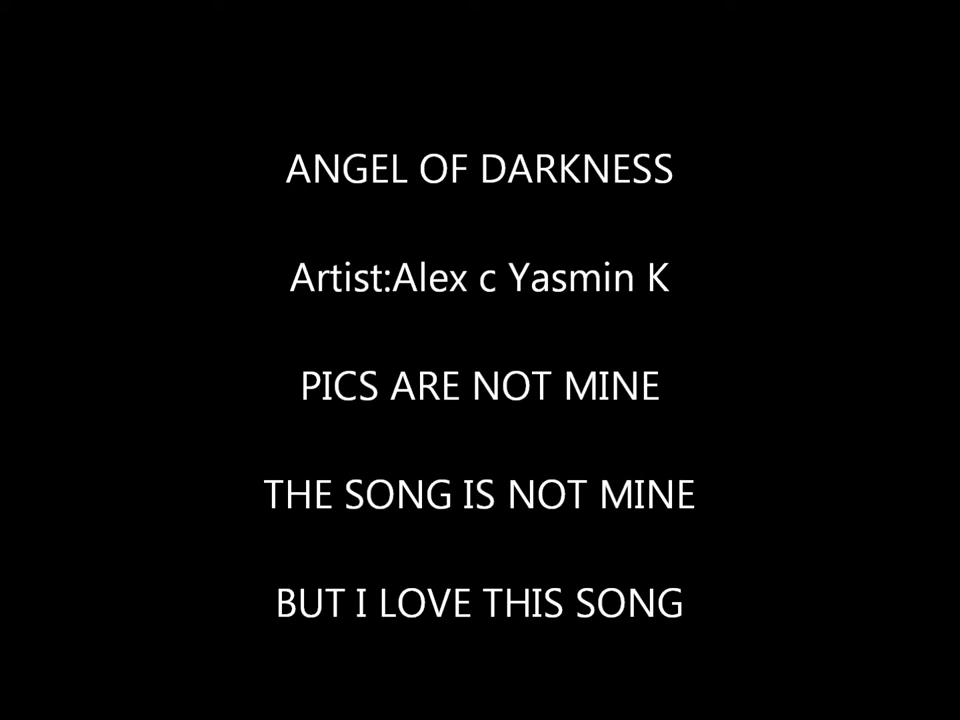 ANGEL OF DARKNESS
Artist:Alex c Yasmin K
PICS ARE NOT MINE
THE SONG IS NOT MINE
BUT I LOVE THIS SONG